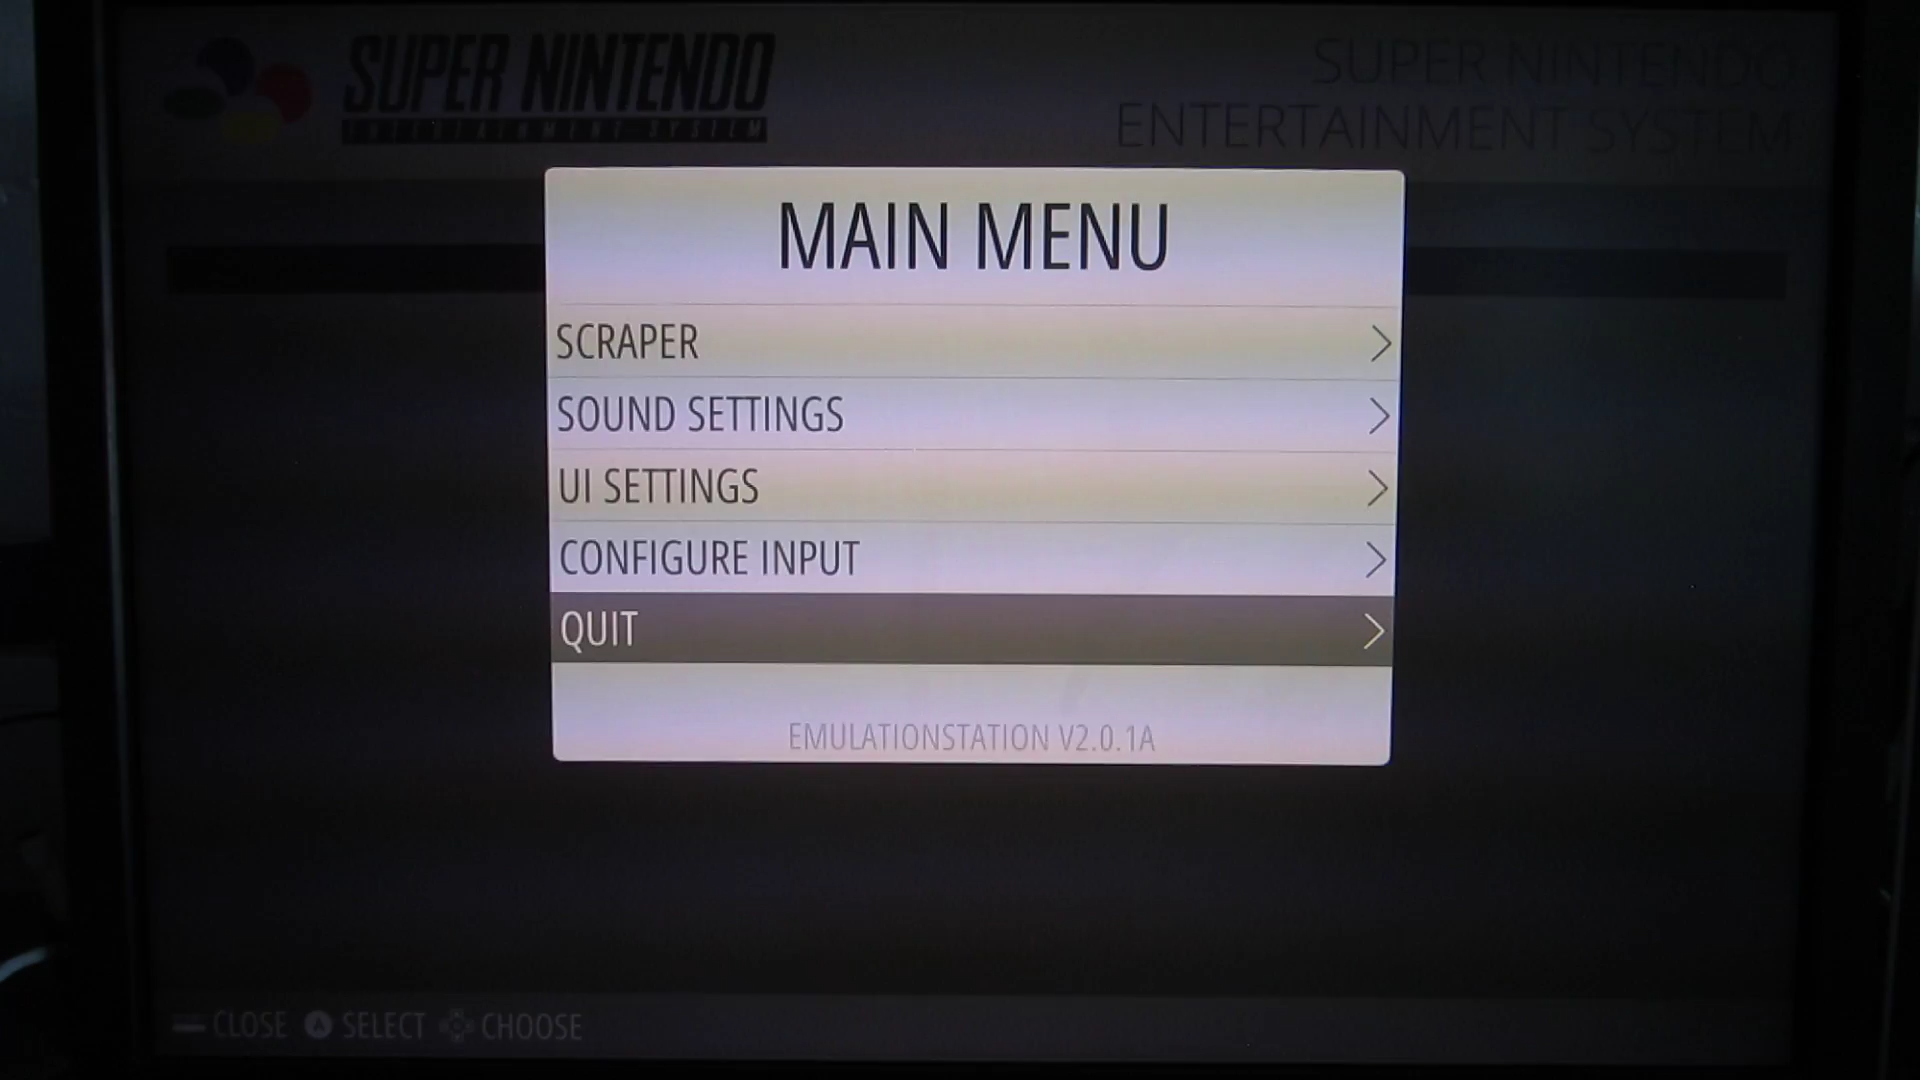 SUPER NINTENDO
ENTERTAINMENT SYSTEM
SUPER NINTENDO
ENTERTAINMENT SYSTEM
MAIN MENU
SCRAPER
SOUND SETTINGS
UI SETTINGS
CONFIGURE INPUT
QUIT
EMULATIONSTATION V2.0.1A
CLOSE A SELECT CHOOSE